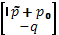 [I p̃ + p₀
− q]